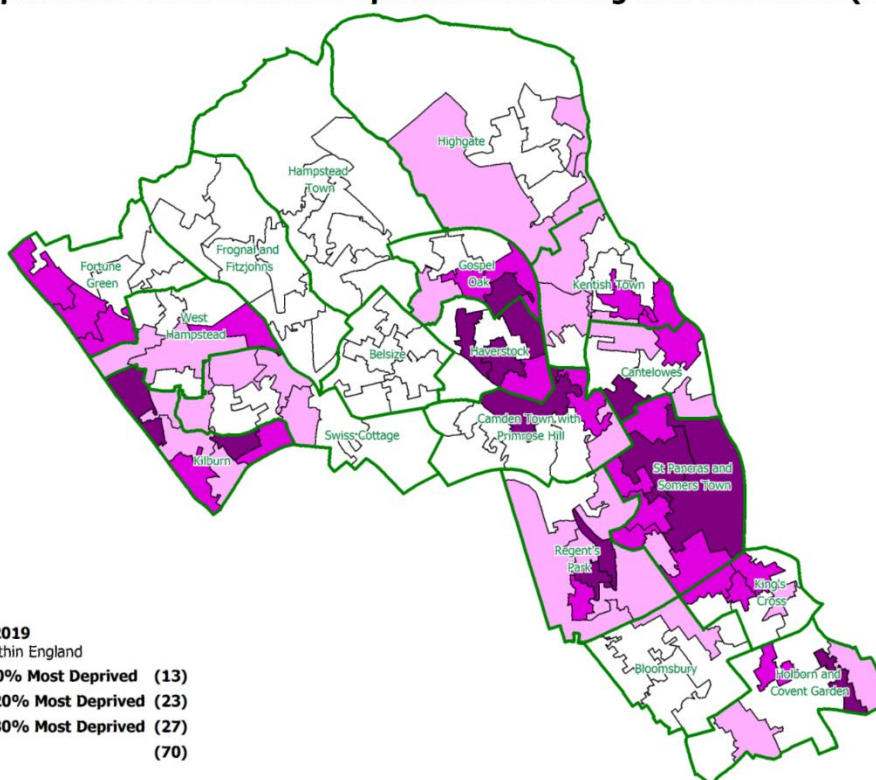 Highgate
Hampstead
Town
Fortune
Green
Frognal and
Fitzjohns
Gospel
Oak
Kentish Town
West
Hampstead
Belsize
Haverstock
Cantelowes
Swiss Cottage
Camden Town with
Primrose Hill
Kilburn
St Pancras and
Somers Town
Regent's
Park
King's
Cross
Bloomsbury
Holborn and
Covent Garden
2019
England
0% Most Deprived (13)
20% Most Deprived (23)
30% Most Deprived (27)
(70)